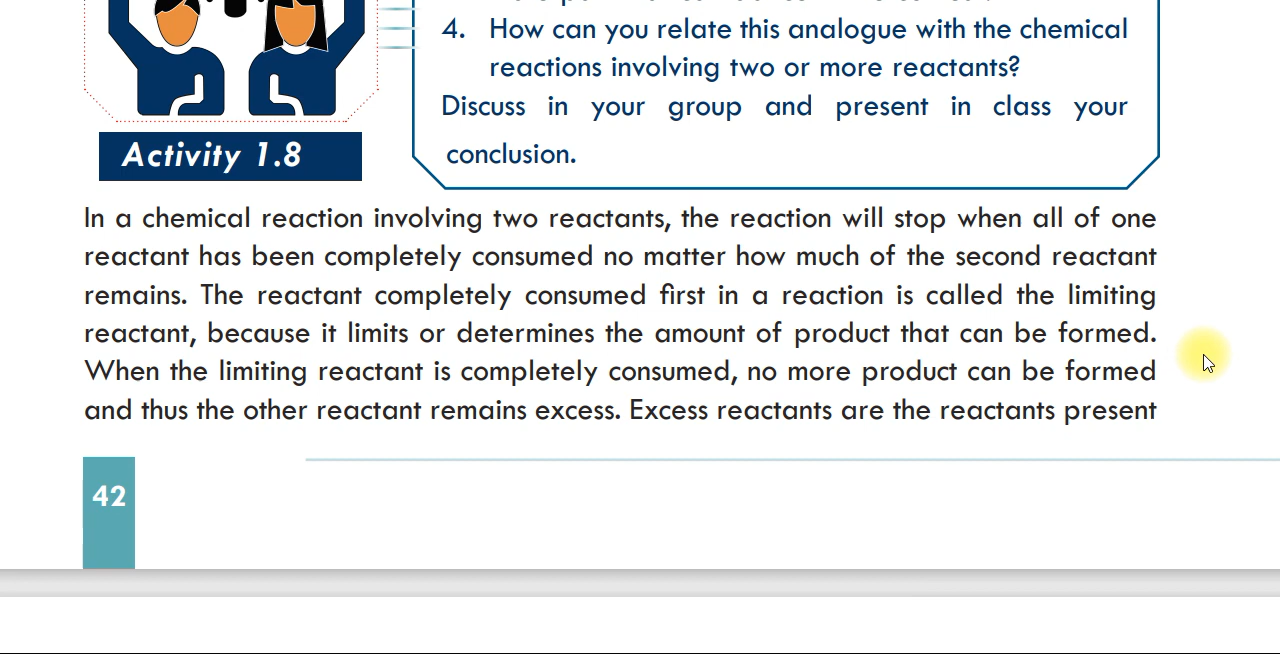 4. How can you relate this analogue with the chemical
reactions involving two or more reactants?
Discuss in your group and present in class your
conclusion.
Activity 1.8
In a chemical reaction involving two reactants, the reaction will stop when all of one
reactant has been completely consumed no matter how much of the second reactant
remains. The reactant completely consumed first in a reaction is called the limiting
reactant, because it limits or determines the amount of product that can be formed.
When the limiting reactant is completely consumed, no more product can be formed
and thus the other reactant remains excess. Excess reactants are the reactants present
42